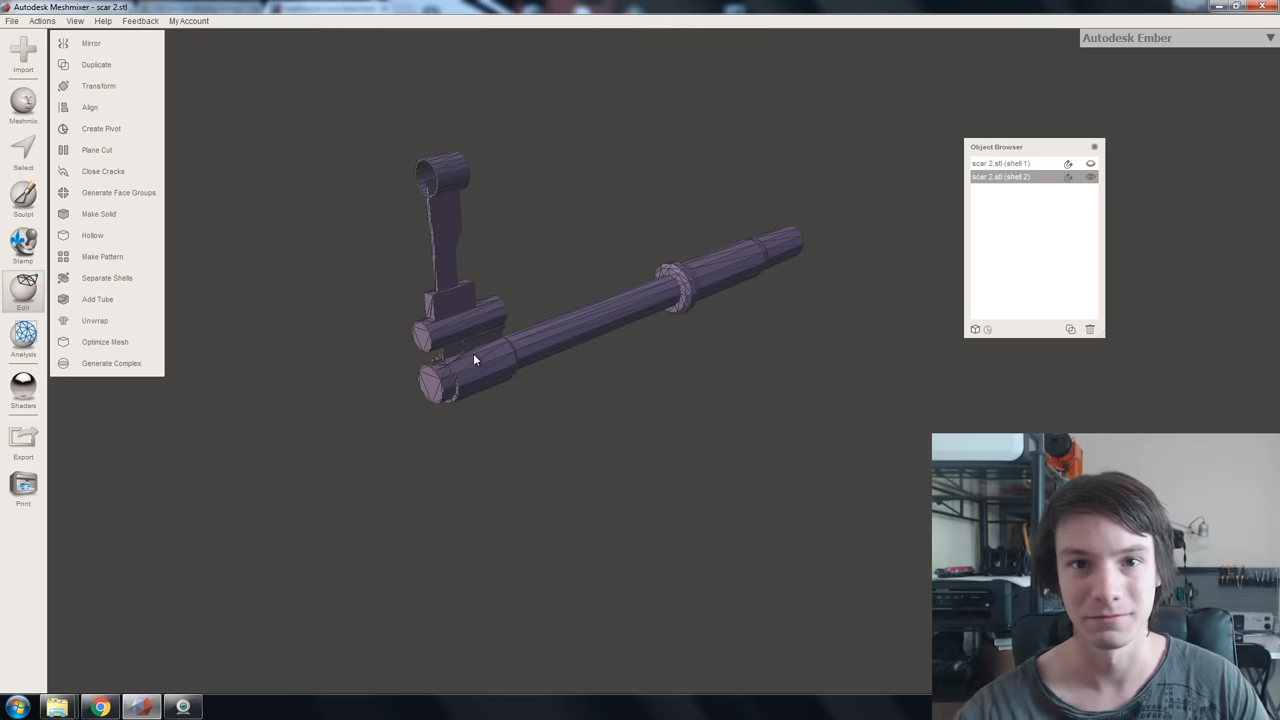 Autodesk Meshmixer - scar 2.stl
File Actions View Help Feedback My Account
Autodesk Ember
Import
Meshmix
Select
Sculpt
Stamp
Edit
Analysis
Shaders
Export
Print
Mirror
Duplicate
Transform
Align
Create Pivot
Plane Cut
Close Cracks
Generate Face Groups
Make Solid
Hollow
Make Pattern
Separate Shells
Add Tube
Unwrap
Optimize Mesh
Generate Complex
Object Browser
scar 2.stl (shell 1)
scar 2.stl (shell 2)